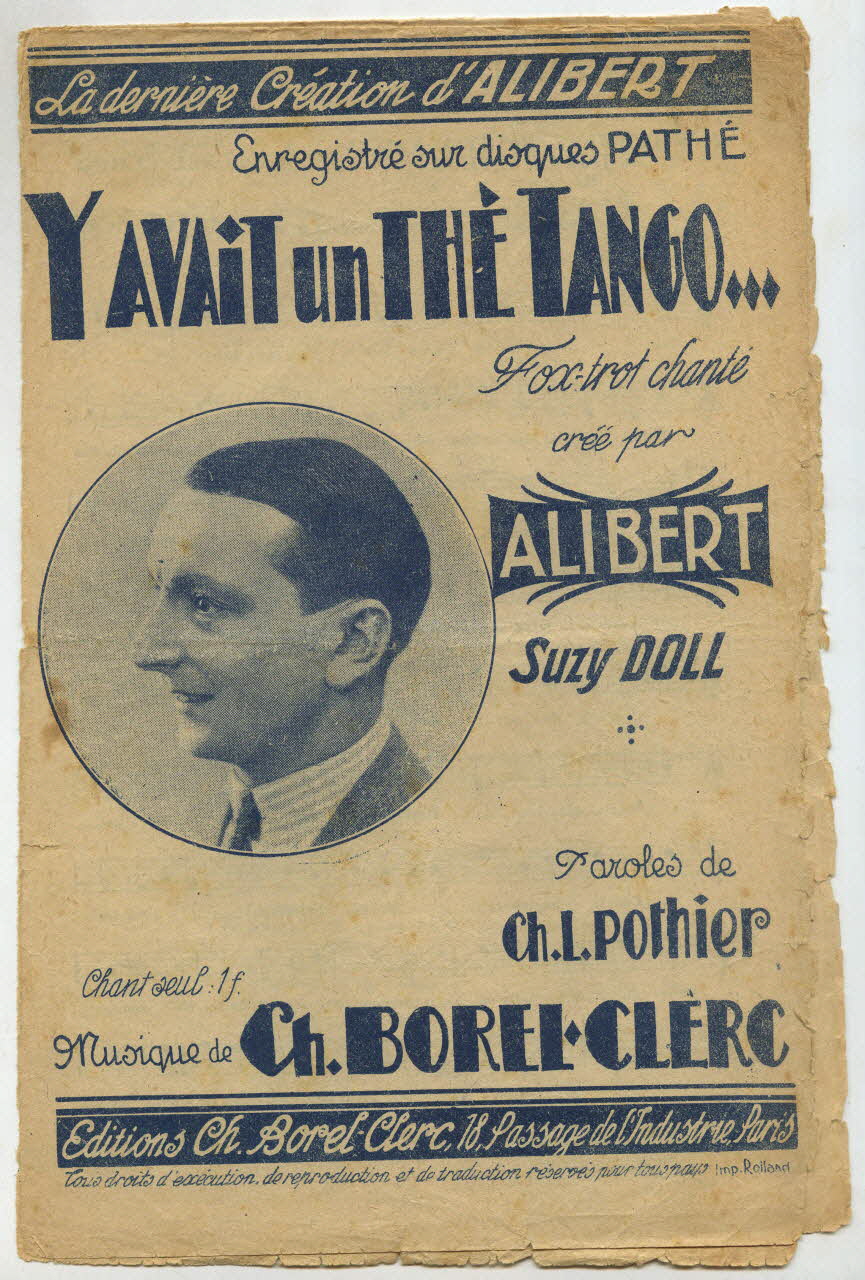 La dernière Création d'ALIBERT
Enregistré sur disques PATHÉ
Y AVAIT un THÈ TANGO...
Fox-trot chanté
créé par
ALIBERT
Suzy DOLL
Paroles de
Ch. L. Pothier
Chant seul : 1 f.
Musique de Ch. BOREL-CLÈRC
Editions Ch. Borel-Clerc, 18, Passage de l'Industrie, Paris
Tous droits d'exécution, de reproduction et de traduction réservés pour tous pays Imp. Rolland